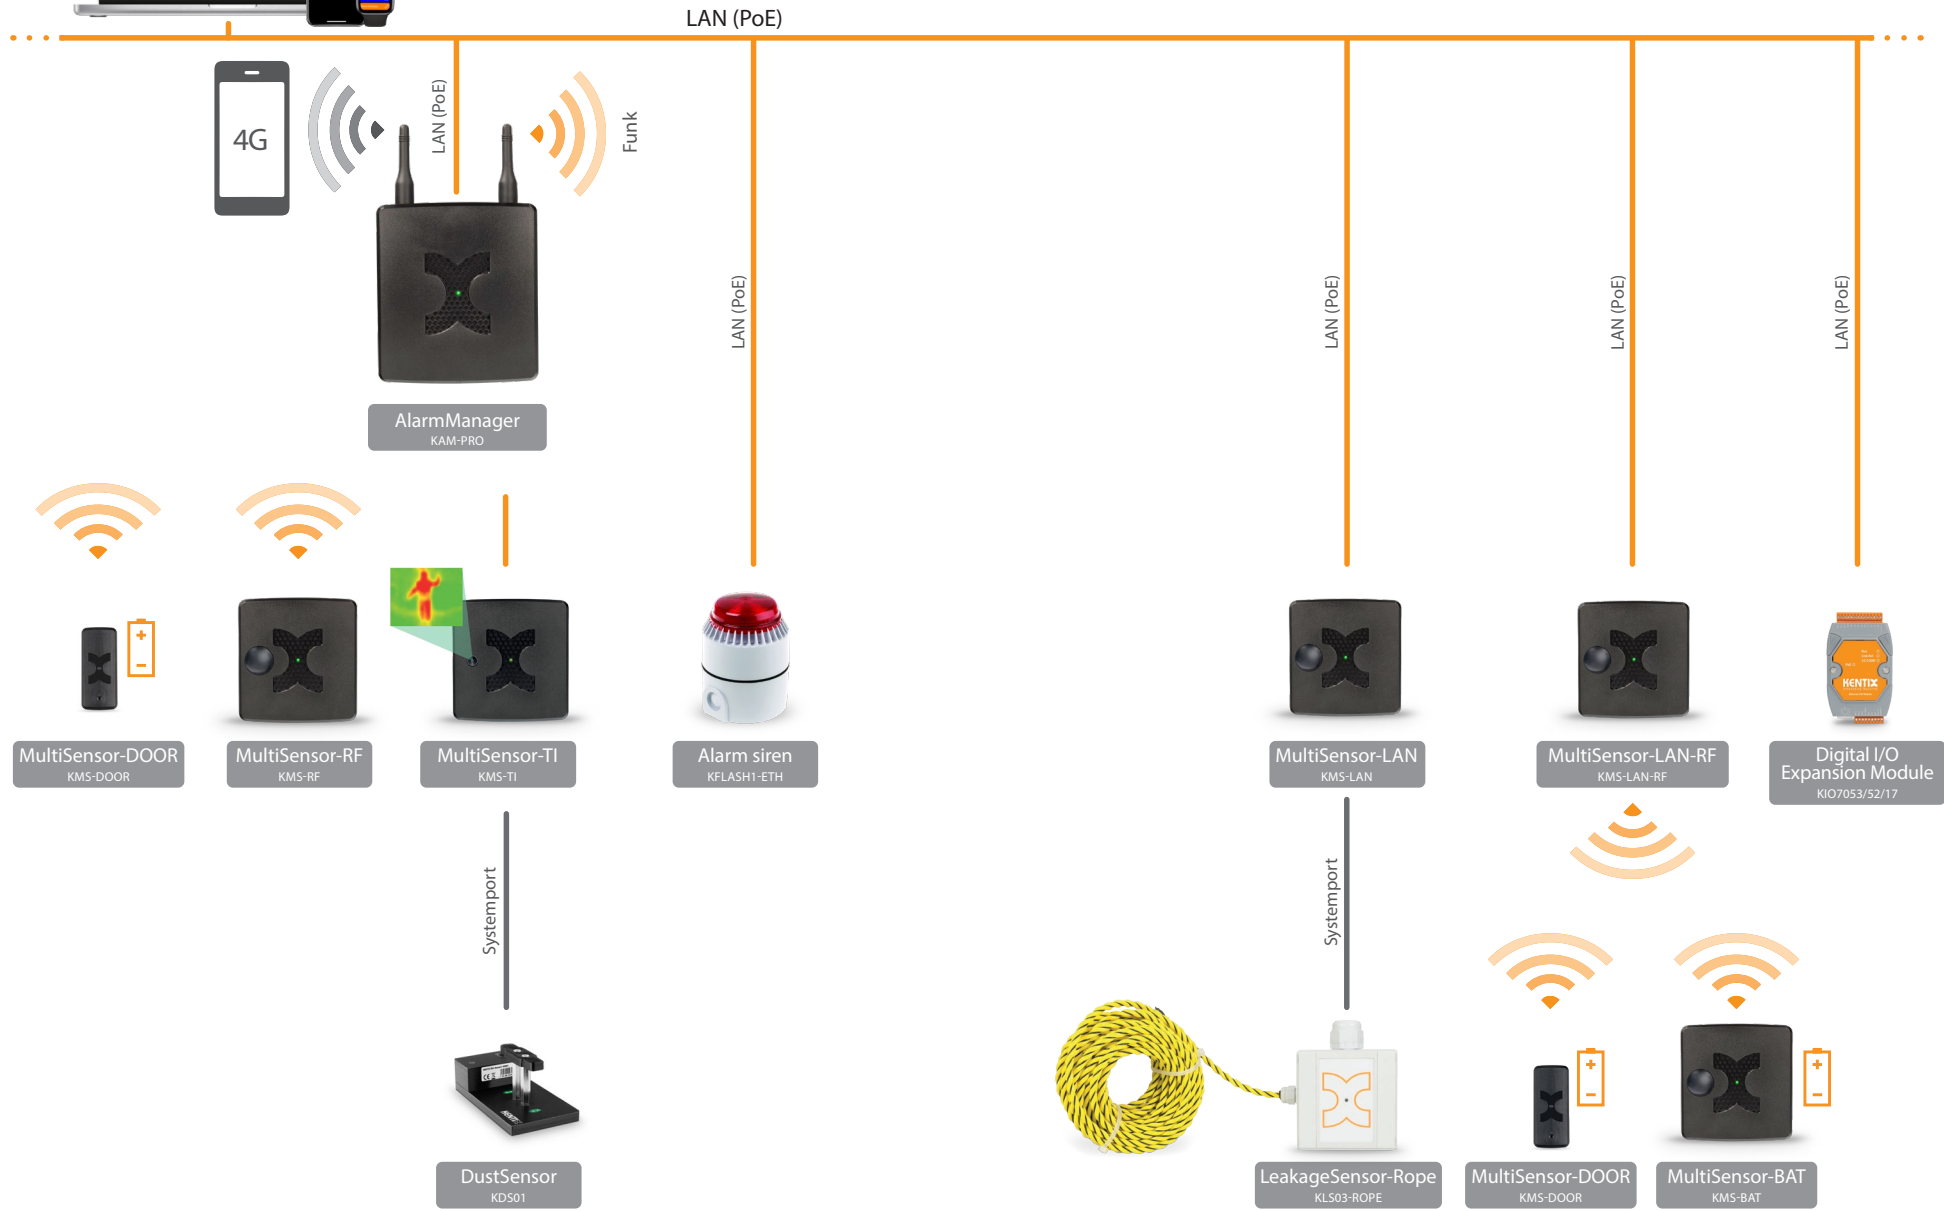 LAN (PoE)
4G
LAN (PoE)
Funk
LAN (PoE)
LAN (PoE)
LAN (PoE)
LAN (PoE)
AlarmManager
KAM-PRO
KENTIX
MultiSensor-DOOR
KMS-DOOR
MultiSensor-RF
KMS-RF
MultiSensor-TI
KMS-TI
Alarm siren
KFLASH1-ETH
MultiSensor-LAN
KMS-LAN
MultiSensor-LAN-RF
KMS-LAN-RF
Digital I/O
Expansion Module
KIO7053/52/17
Systemport
Systemport
KENTIX
DustSensor
KDS01
LeakageSensor-Rope
KLS03-ROPE
MultiSensor-DOOR
KMS-DOOR
MultiSensor-BAT
KMS-BAT